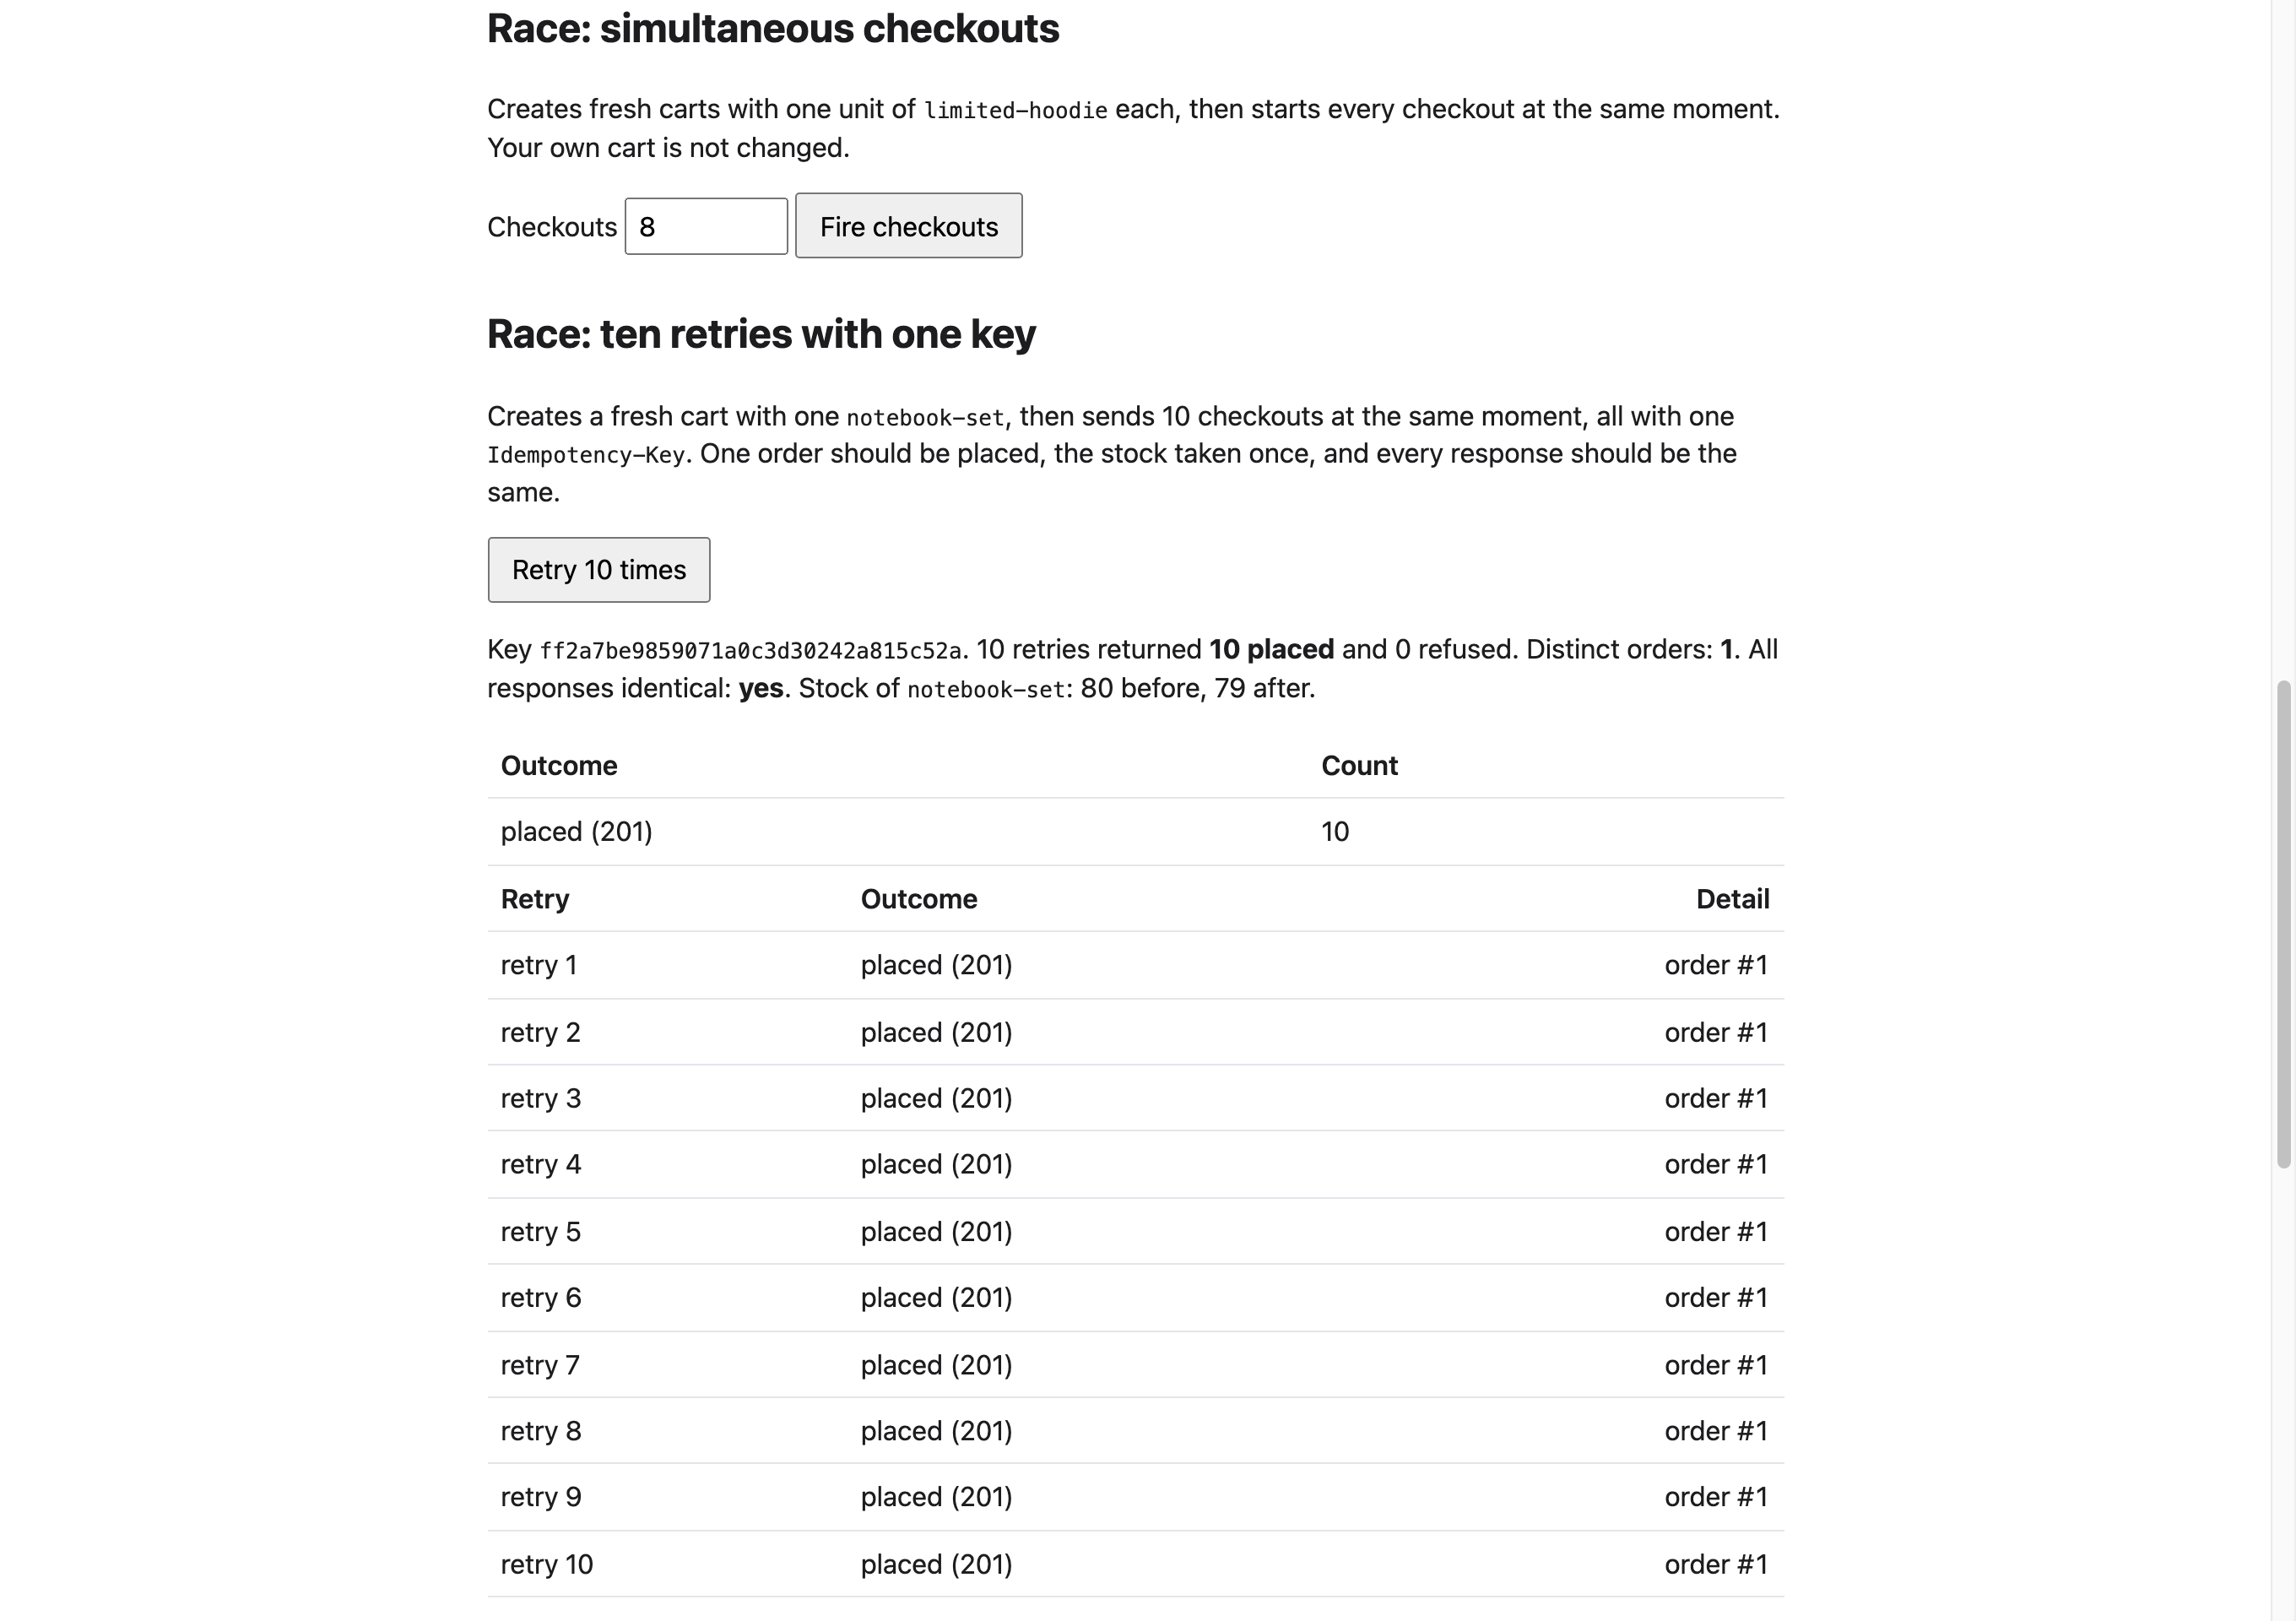 Race: simultaneous checkouts
Creates fresh carts with one unit of limited-hoodie each, then starts every checkout at the same moment.
Your own cart is not changed.
Checkouts 8 Fire checkouts
Race: ten retries with one key
Creates a fresh cart with one notebook-set, then sends 10 checkouts at the same moment, all with one
Idempotency-Key. One order should be placed, the stock taken once, and every response should be the
same.
Retry 10 times
Key ff2a7be9859071a0c3d30242a815c52a. 10 retries returned 10 placed and 0 refused. Distinct orders: 1. All
responses identical: yes. Stock of notebook-set: 80 before, 79 after.
Outcome Count
placed (201) 10
Retry Outcome Detail
retry 1 placed (201) order #1
retry 2 placed (201) order #1
retry 3 placed (201) order #1
retry 4 placed (201) order #1
retry 5 placed (201) order #1
retry 6 placed (201) order #1
retry 7 placed (201) order #1
retry 8 placed (201) order #1
retry 9 placed (201) order #1
retry 10 placed (201) order #1